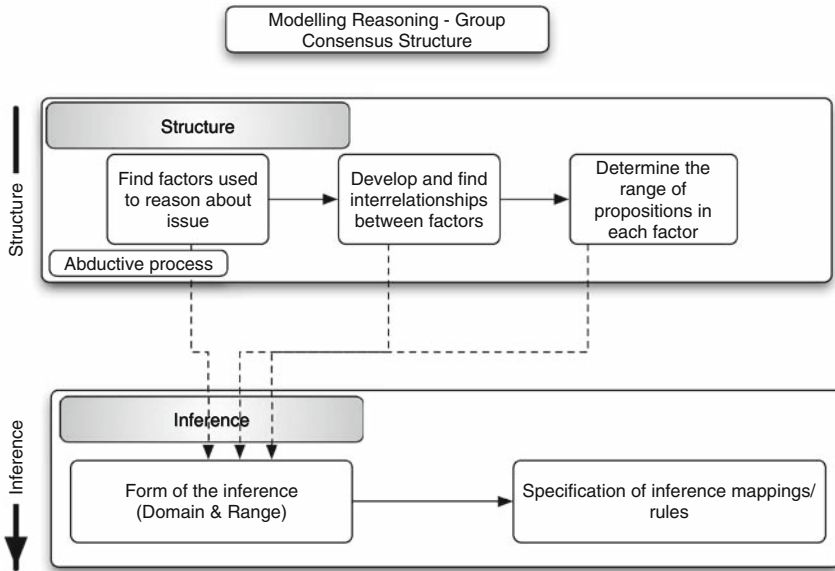 Modelling Reasoning - Group
Consensus Structure
Structure
Structure
Find factors used
to reason about
issue
Develop and find
interrelationships
between factors
Determine the
range of
propositions in
each factor
Abductive process
Inference
Inference
Form of the inference
(Domain & Range)
Specification of inference mappings/
rules